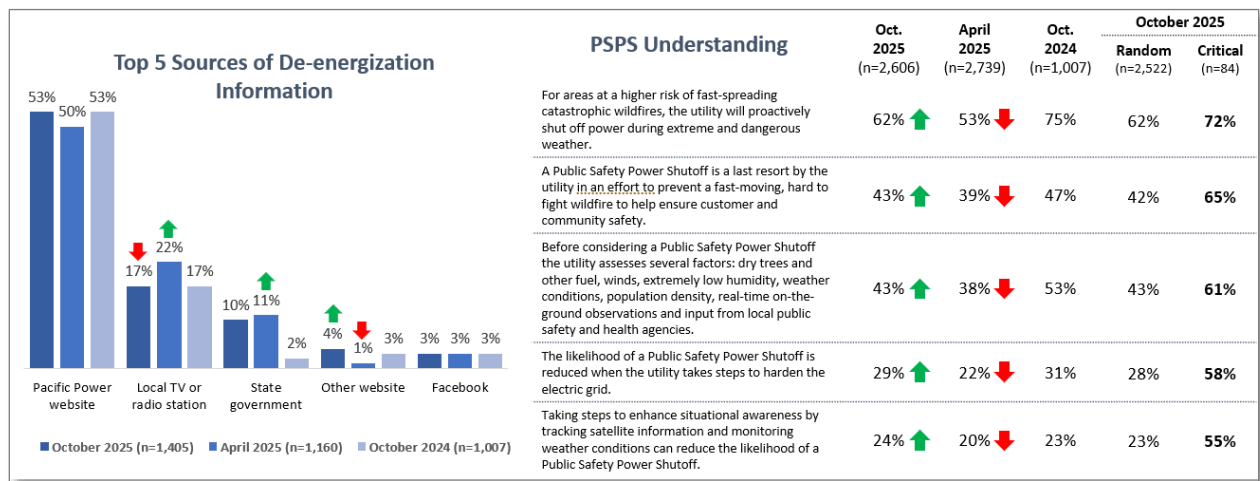 Top 5 Sources of De-energization
Information
53%
50%
53%
17%
22%
17%
10%
11%
2%
4%
1%
3%
3%
3%
3%
Pacific Power
website
Local TV or
radio station
State
government
Other website
Facebook
October 2025 (n=1,405)
April 2025 (n=1,160)
October 2024 (n=1,007)
PSPS Understanding
Oct.
2025
(n=2,606)
April
2025
(n=2,739)
Oct.
2024
(n=1,007)
October 2025
Random
(n=2,522)
Critical
(n=84)
For areas at a higher risk of fast-spreading
catastrophic wildfires, the utility will proactively
shut off power during extreme and dangerous
weather.
62%
53%
75%
62%
72%
A Public Safety Power Shutoff is a last resort by the
utility in an effort to prevent a fast-moving, hard to
fight wildfire to help ensure customer and
community safety.
43%
39%
47%
42%
65%
Before considering a Public Safety Power Shutoff
the utility assesses several factors: dry trees and
other fuel, winds, extremely low humidity, weather
conditions, population density, real-time on-the-
ground observations and input from local public
safety and health agencies.
43%
38%
53%
43%
61%
The likelihood of a Public Safety Power Shutoff is
reduced when the utility takes steps to harden the
electric grid.
29%
22%
31%
28%
58%
Taking steps to enhance situational awareness by
tracking satellite information and monitoring
weather conditions can reduce the likelihood of a
Public Safety Power Shutoff.
24%
20%
23%
23%
55%